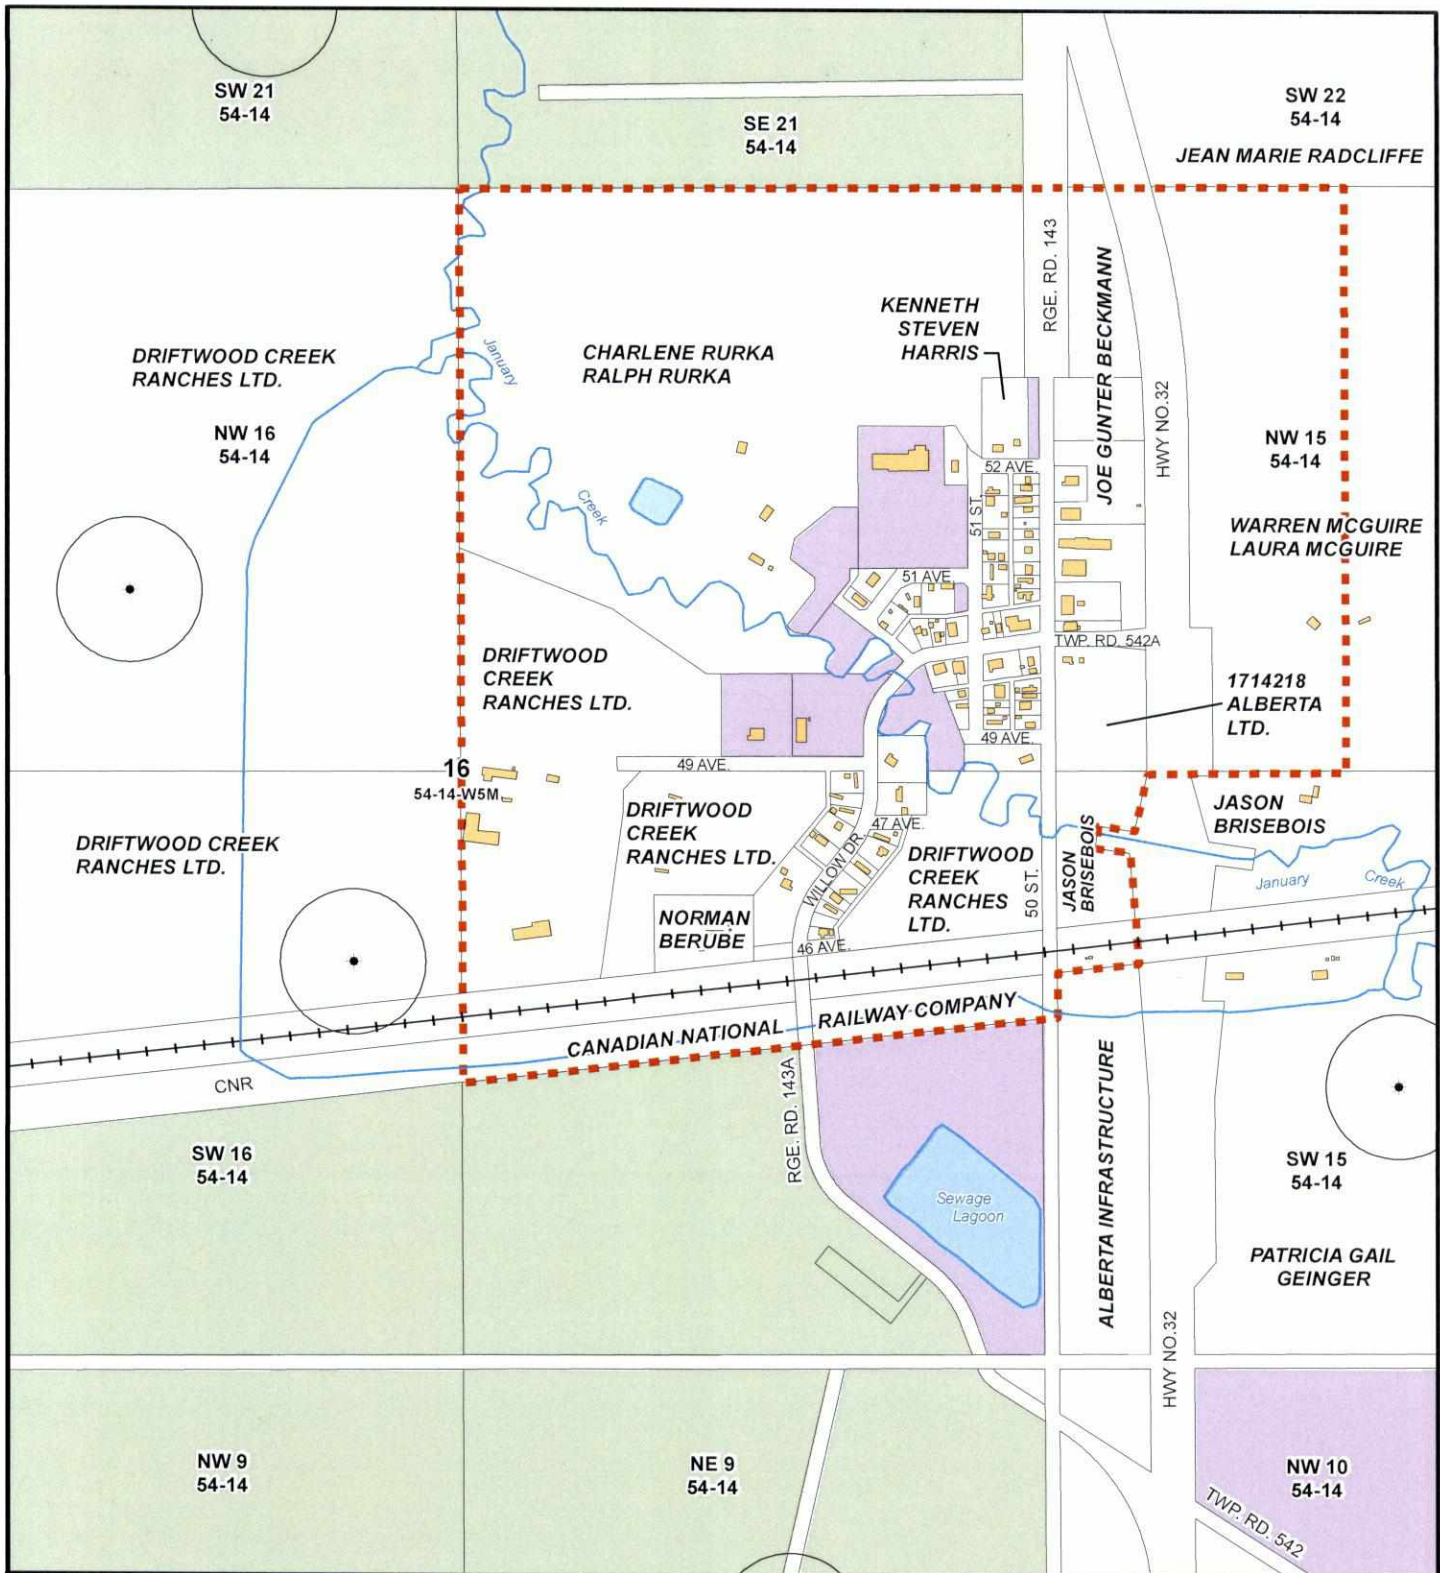 SW 21
54-14
SE 21
54-14
SW 22
54-14
JEAN MARIE RADCLIFFE
RGE. RD. 143
JOE GUNTER BECKMANN
HWY NO.32
KENNETH
STEVEN
HARRIS
DRIFTWOOD CREEK
RANCHES LTD.
January
CHARLENE RURKA
RALPH RURKA
NW 16
54-14
NW 15
54-14
52 AVE.
51 ST.
Creek
WARREN MCGUIRE
LAURA MCGUIRE
51 AVE.
TWP. RD. 542A
DRIFTWOOD
CREEK
RANCHES LTD.
1714218
ALBERTA
LTD.
49 AVE.
49 AVE.
16
54-14-W5M
DRIFTWOOD
CREEK
RANCHES LTD.
JASON
BRISEBOIS
47 AVE.
DRIFTWOOD CREEK
RANCHES LTD.
WILLOW DR.
DRIFTWOOD
CREEK
RANCHES
LTD.
50 ST.
JASON
BRISEBOIS
January
Creek
NORMAN
BERUBE
46 AVE.
CANADIAN NATIONAL
RAILWAY COMPANY
CNR
RGE. RD. 143A
ALBERTA INFRASTRUCTURE
SW 16
54-14
SW 15
54-14
Sewage
Lagoon
PATRICIA GAIL
GEINGER
HWY NO.32
NW 9
54-14
NE 9
54-14
NW 10
54-14
TWP. RD. 542